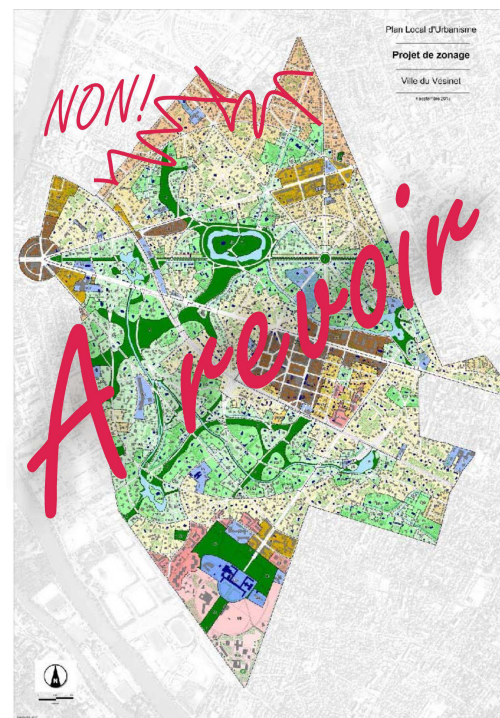 Plan Local d'Urbanisme
Projet de zonage
Ville du Vésinet
NON!
A revoir